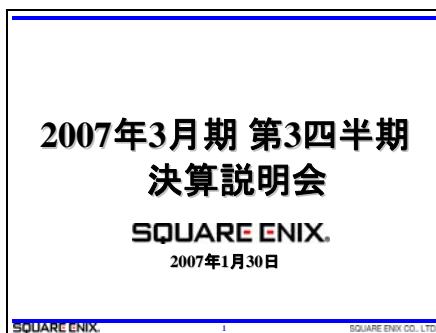 2007年3月期 第3四半期
決算説明会
SQUARE ENIX.
2007年1月30日
SQUARE ENIX.
1
SQUARE ENIX CO., LTD